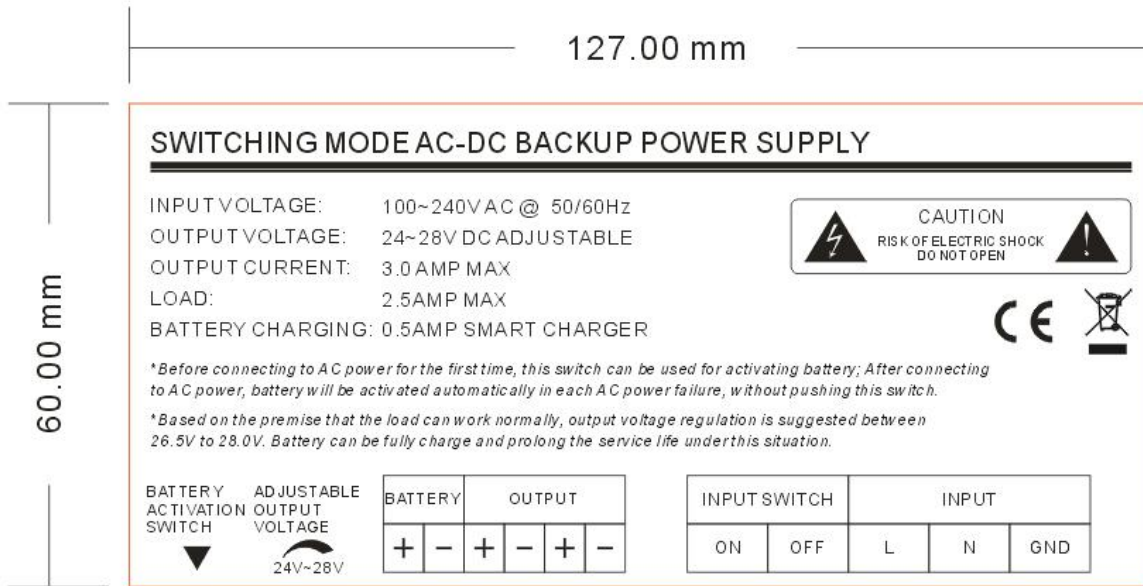 127.00 mm
60.00 mm
SWITCHING MODE AC-DC BACKUP POWER SUPPLY
INPUT VOLTAGE: 100~240V AC @ 50/60Hz
OUTPUT VOLTAGE: 24~28V DC ADJUSTABLE
OUTPUT CURRENT: 3.0 AMP MAX
LOAD: 2.5AMP MAX
BATTERY CHARGING: 0.5AMP SMART CHARGER
CAUTION
RISK OF ELECTRIC SHOCK
DO NOT OPEN
CE
*Before connecting to AC power for the first time, this switch can be used for activating battery; After connecting
to AC power, battery will be activated automatically in each AC power failure, without pushing this switch.
*Based on the premise that the load can work normally, output voltage regulation is suggested between
26.5V to 28.0V. Battery can be fully charge and prolong the service life under this situation.
BATTERY
ACTIVATION
SWITCH
ADJUSTABLE
OUTPUT
VOLTAGE
24V~28V
BATTERY OUTPUT
+ - + - + -
INPUT SWITCH INPUT
ON OFF L N GND